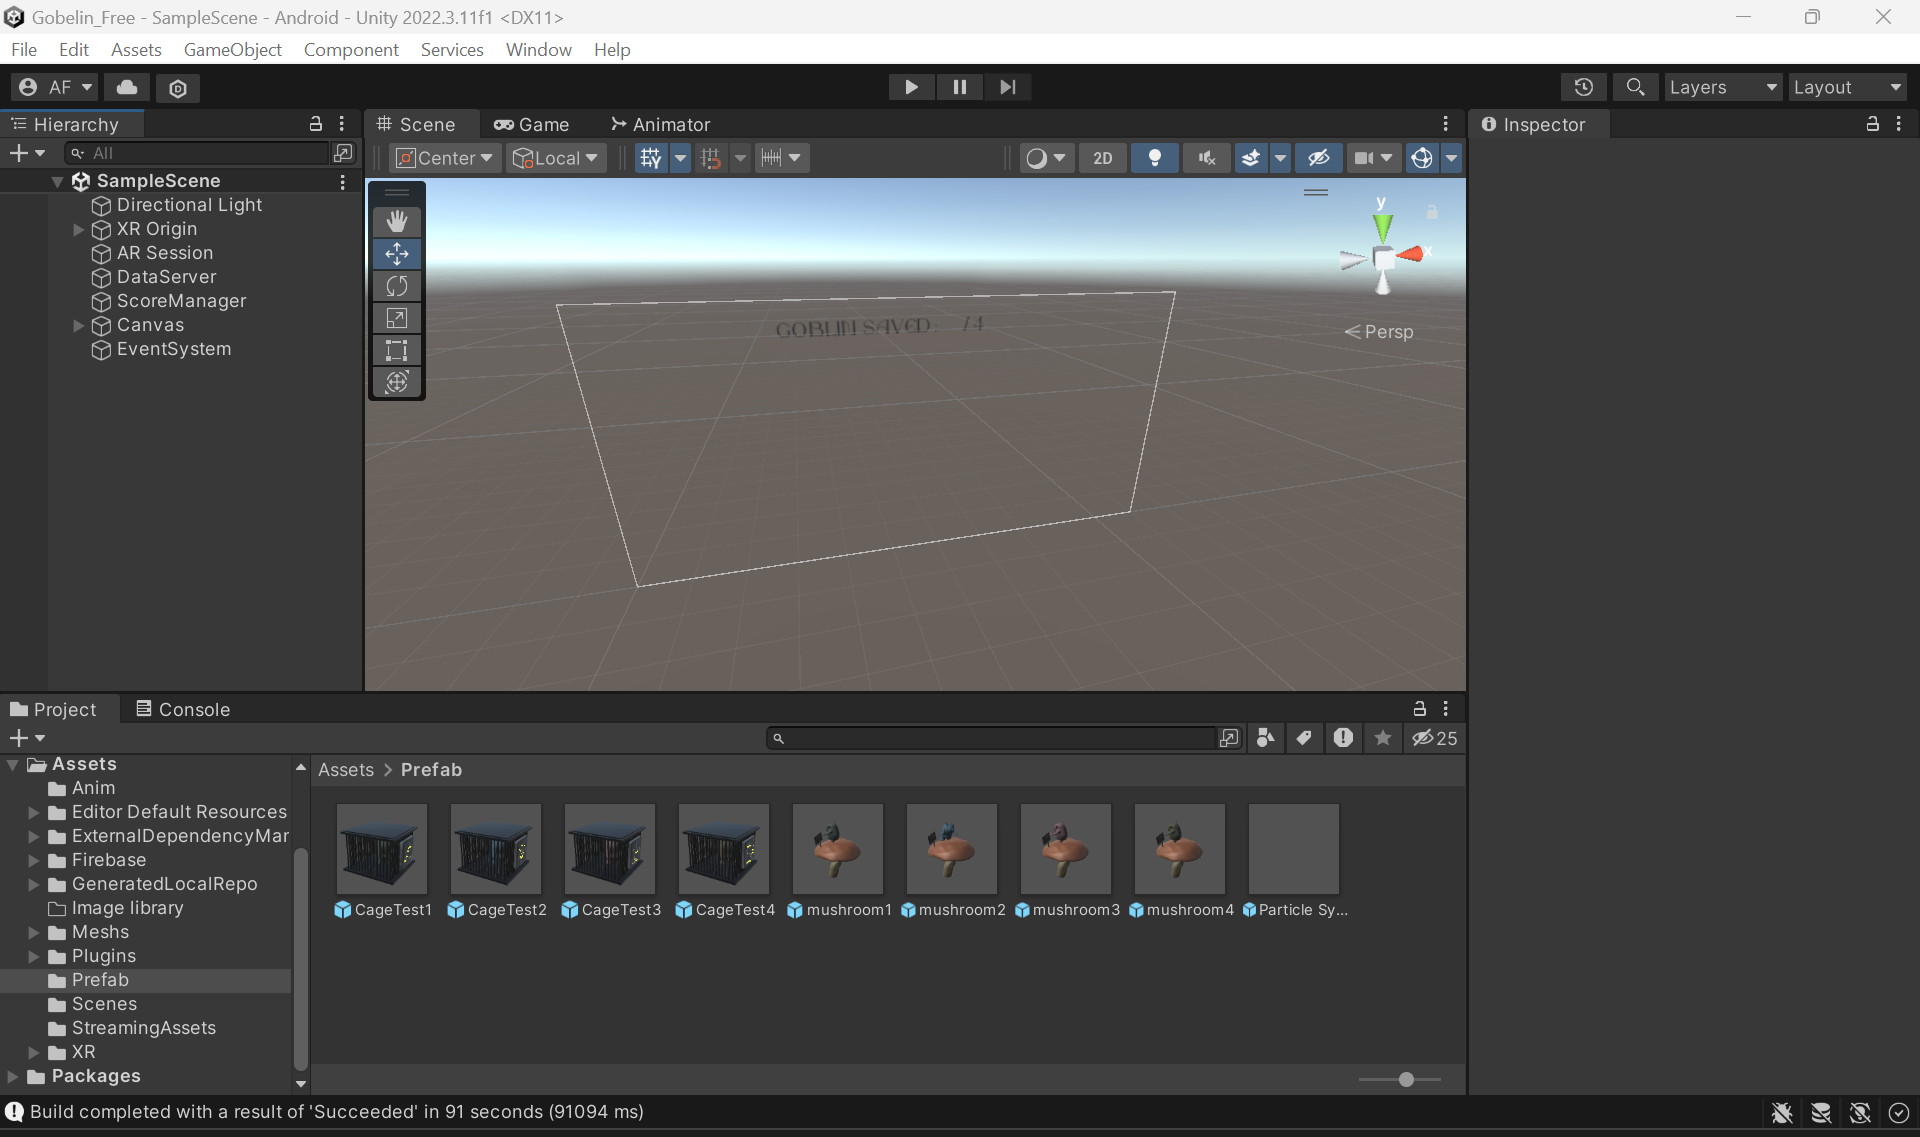 Gobelin_Free - SampleScene - Android - Unity 2022.3.11f1 <DX11>
File Edit Assets GameObject Component Services Window Help
AF Layers Layout
Hierarchy
All
SampleScene
Directional Light
XR Origin
AR Session
DataServer
ScoreManager
Canvas
EventSystem
Scene Game Animator
Center Local 2D
y
x
Persp
GOBLIN SAVED: /4
Inspector
Project Console
25
Assets
Anim
Editor Default Resources
ExternalDependencyMar
Firebase
GeneratedLocalRepo
Image library
Meshs
Plugins
Prefab
Scenes
StreamingAssets
XR
Packages
Assets > Prefab
CageTest1 CageTest2 CageTest3 CageTest4 mushroom1 mushroom2 mushroom3 mushroom4 Particle Sy...
Build completed with a result of 'Succeeded' in 91 seconds (91094 ms)